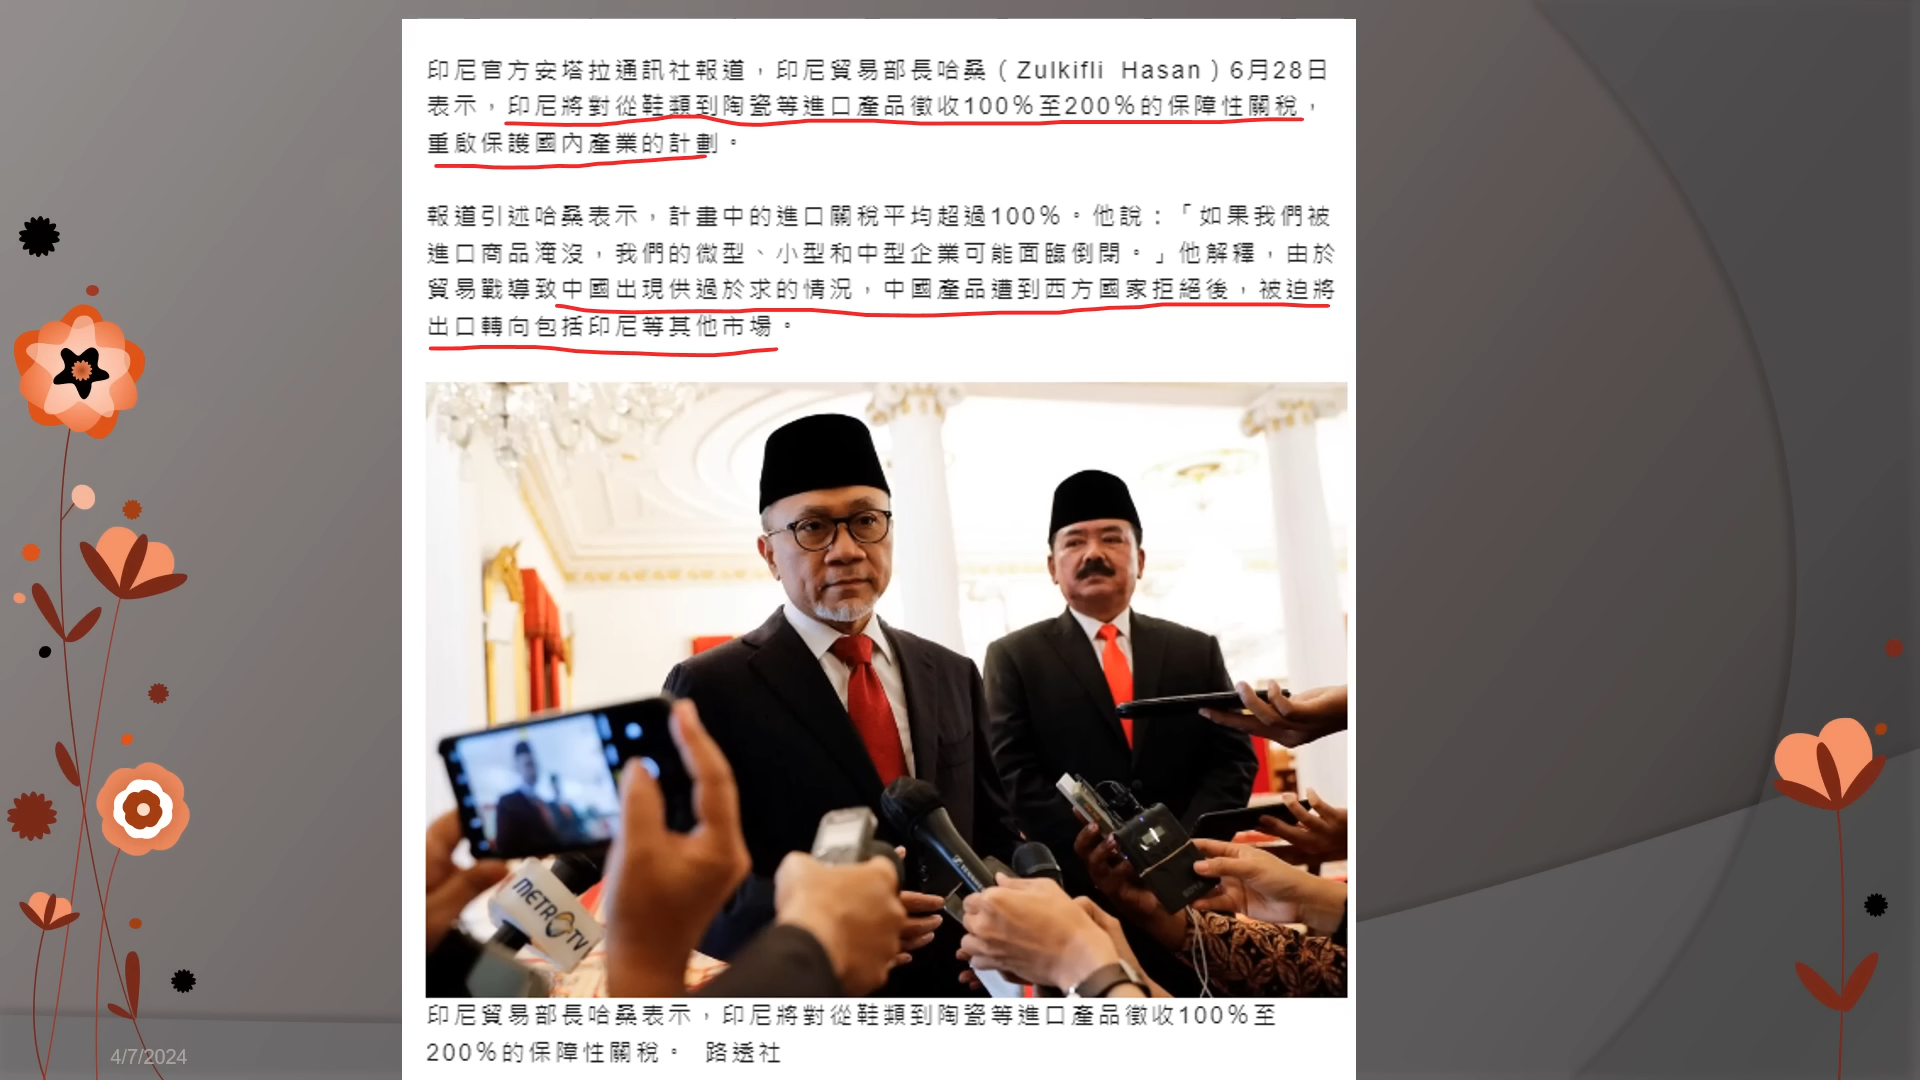 印尼官方安塔拉通訊社報道，印尼貿易部長哈桑（Zulkifli Hasan）6月28日
表示，印尼將對從鞋類到陶瓷等進口產品徵收100%至200%的保障性關稅，
重啟保護國內產業的計劃。
報道引述哈桑表示，計畫中的進口關稅平均超過100%。他說：「如果我們被
進口商品淹沒，我們的微型、小型和中型企業可能面臨倒閉。」他解釋，由於
貿易戰導致中國出現供過於求的情況，中國產品遭到西方國家拒絕後，被迫將
出口轉向包括印尼等其他市場。
METRO TV
印尼貿易部長哈桑表示，印尼將對從鞋類到陶瓷等進口產品徵收100%至
200%的保障性關稅。 路透社
4/7/2024